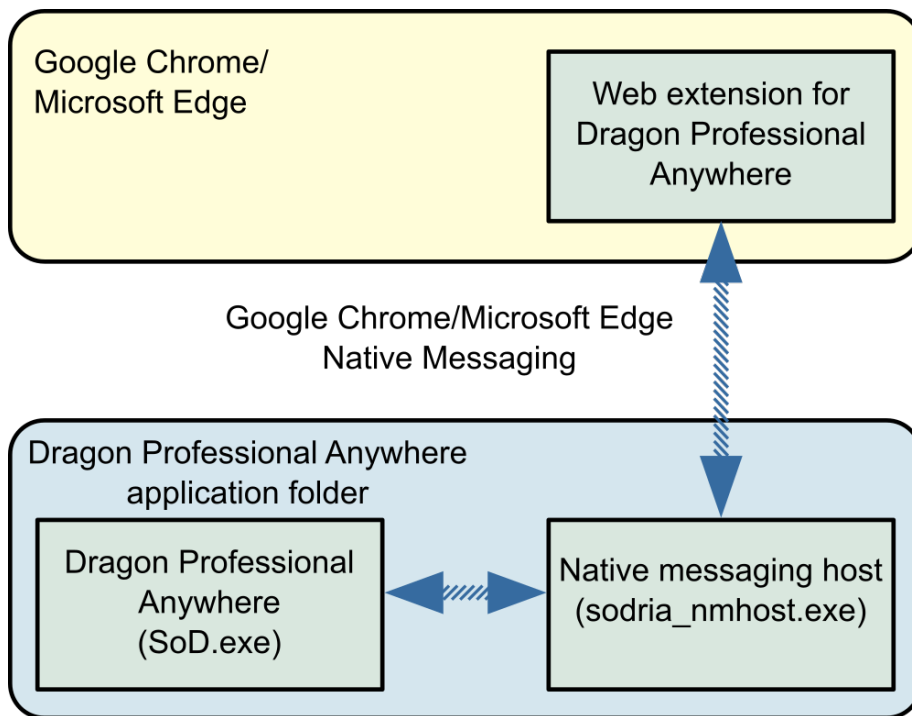 Google Chrome/
Microsoft Edge
Web extension for
Dragon Professional
Anywhere
Google Chrome/Microsoft Edge
Native Messaging
Dragon Professional Anywhere
application folder
Dragon Professional
Anywhere
(SoD.exe)
Native messaging host
(sodria_nmhost.exe)